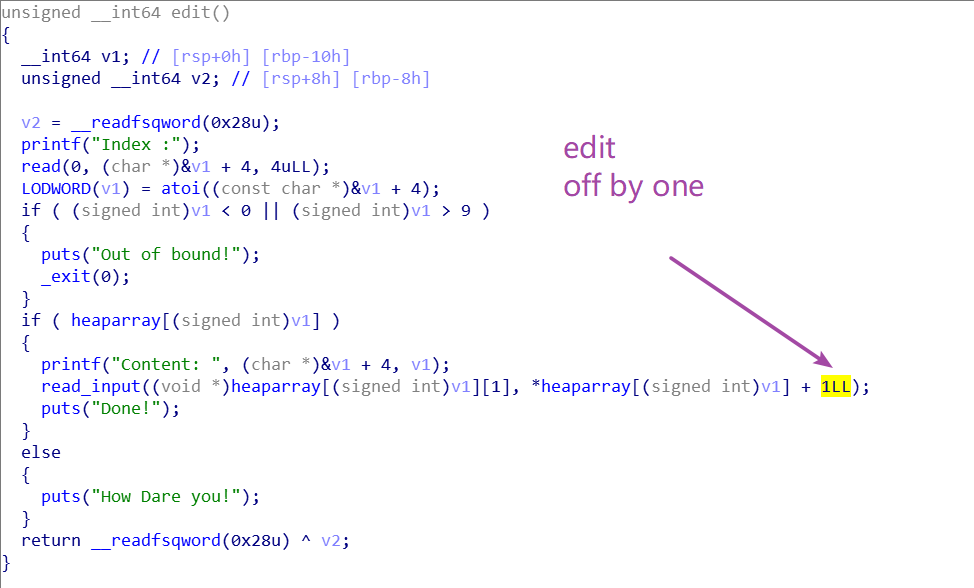 unsigned __int64 edit()
{
__int64 v1; // [rsp+0h] [rbp-10h]
unsigned __int64 v2; // [rsp+8h] [rbp-8h]
v2 = __readfsqword(0x28u);
printf("Index :");
read(0, (char *)&v1 + 4, 4uLL);
LODWORD(v1) = atoi((const char *)&v1 + 4);
if ( (signed int)v1 < 0 || (signed int)v1 > 9 )
{
puts("Out of bound!");
_exit(0);
}
if ( heaparray[(signed int)v1] )
{
printf("Content: ", (char *)&v1 + 4, v1);
read_input((void *)heaparray[(signed int)v1][1], *heaparray[(signed int)v1] + 1LL);
puts("Done!");
}
else
{
puts("How Dare you!");
}
return __readfsqword(0x28u) ^ v2;
}
edit
off by one